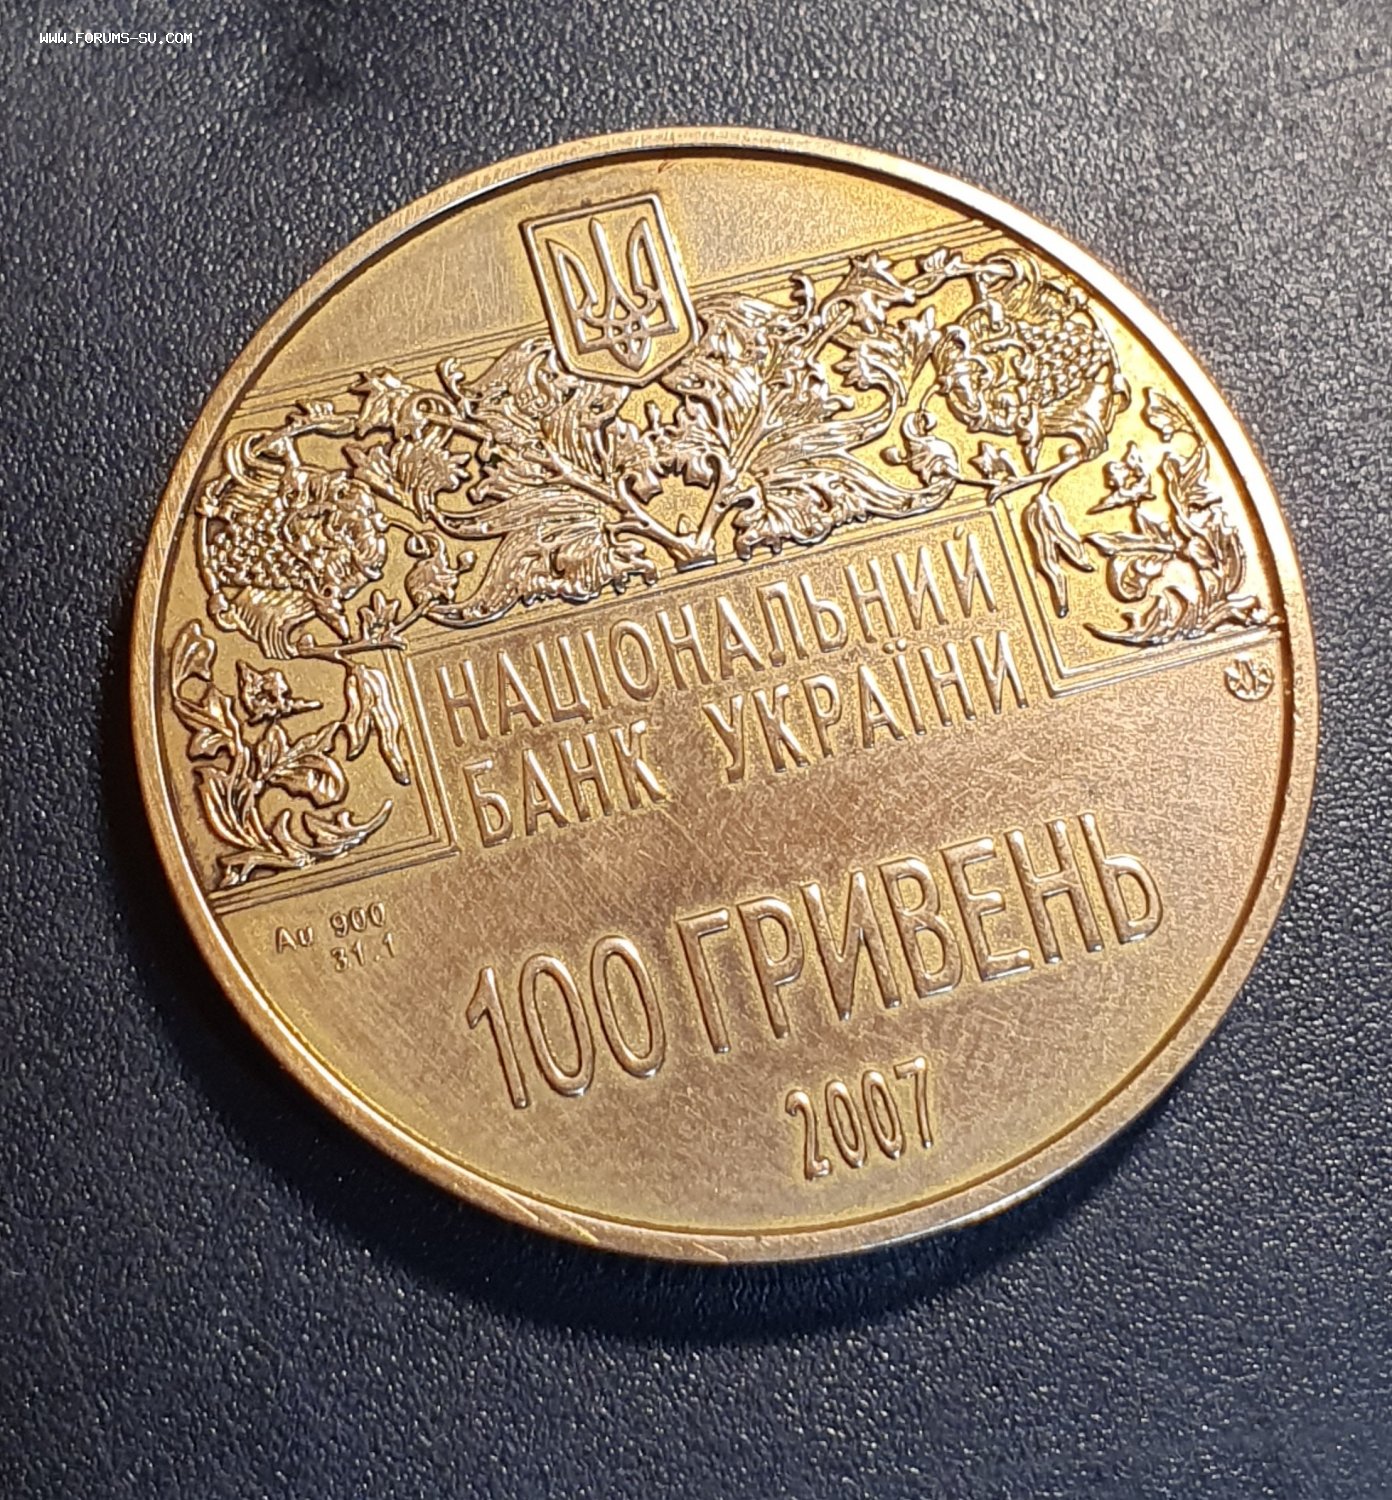 www.forums-su.com
НАЦІОНАЛЬНИЙ
БАНК УКРАЇНИ
Au 900
31.1
100 ГРИВЕНЬ
2007